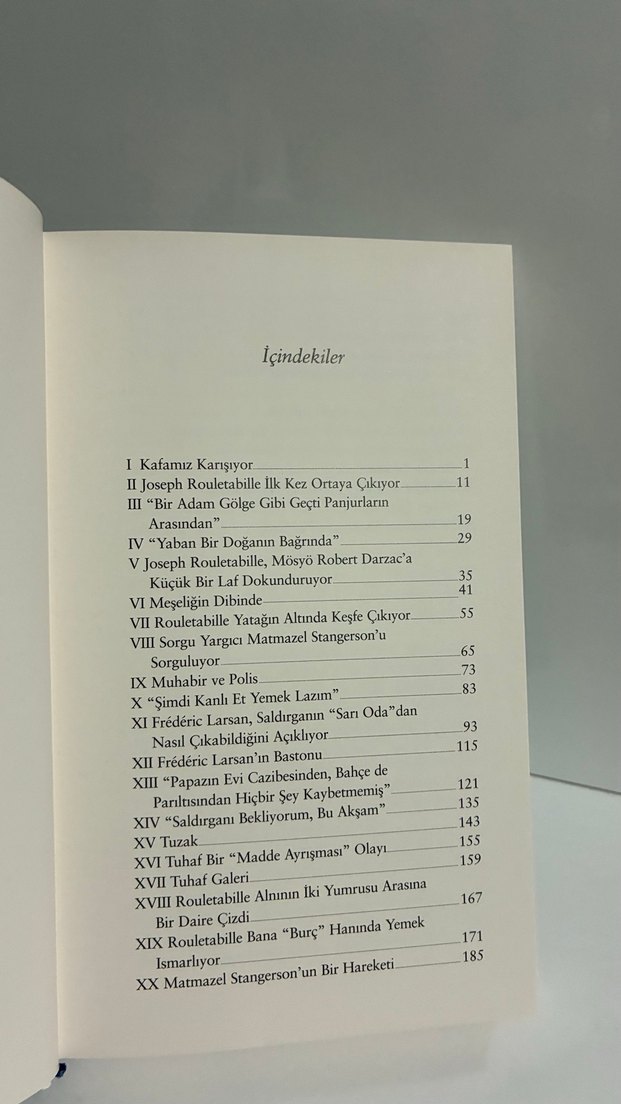 İçindekiler
I Kafamız Karışıyor 1
II Joseph Rouletabille İlk Kez Ortaya Çıkıyor 11
III “Bir Adam Gölge Gibi Geçti Panjurların
Arasından” 19
IV “Yaban Bir Doğanın Bağrında” 29
V Joseph Rouletabille, Mösyö Robert Darzac’a
Küçük Bir Laf Dokunduruyor 35
VI Meşeliğin Dibinde 41
VII Rouletabille Yatağın Altında Keşfe Çıkıyor 55
VIII Sorgu Yargıcı Matmazel Stangerson’u
Sorguluyor 65
IX Muhabir ve Polis 73
X “Şimdi Kanlı Et Yemek Lazım” 83
XI Frédéric Larsan, Saldırganın “Sarı Oda”dan
Nasıl Çıkabildiğini Açıklıyor 93
XII Frédéric Larsan’ın Bastonu 115
XIII “Papazın Evi Cazibesinden, Bahçe de
Parıltısından Hiçbir Şey Kaybetmemiş” 121
XIV “Saldırganı Bekliyorum, Bu Akşam” 135
XV Tuzak 143
XVI Tuhaf Bir “Madde Ayrışması” Olayı 155
XVII Tuhaf Galeri 159
XVIII Rouletabille Alnının İki Yumrusu Arasına
Bir Daire Çizdi 167
XIX Rouletabille Bana “Burç” Hanında Yemek
Ismarlıyor 171
XX Matmazel Stangerson’un Bir Hareketi 185